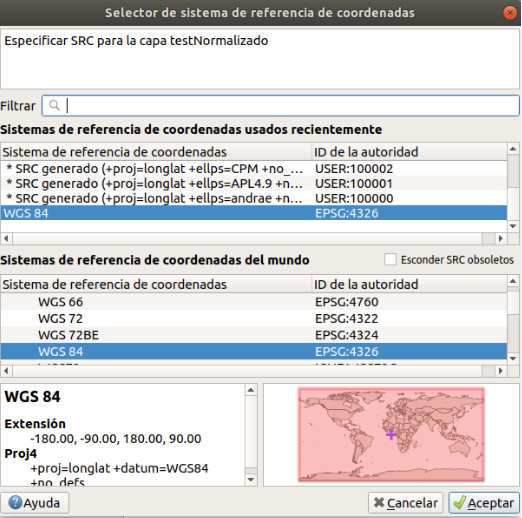 Selector de sistema de referencia de coordenadas
Especificar SRC para la capa testNormalizado
Filtrar
Sistemas de referencia de coordenadas usados recientemente
Sistema de referencia de coordenadas ID de la autoridad
* SRC generado (+proj=longlat +ellps=CPM +no_... USER:100002
* SRC generado (+proj=longlat +ellps=APL4.9 +n... USER:100001
* SRC generado (+proj=longlat +ellps=andrae +n... USER:100000
WGS 84 EPSG:4326
Sistemas de referencia de coordenadas del mundo Esconder SRC obsoletos
Sistema de referencia de coordenadas ID de la autoridad
WGS 66 EPSG:4760
WGS 72 EPSG:4322
WGS 72BE EPSG:4324
WGS 84 EPSG:4326
WGS 84
Extensión
-180.00, -90.00, 180.00, 90.00
Proj4
+proj=longlat +datum=WGS84
+no_defs
Ayuda Cancelar Aceptar